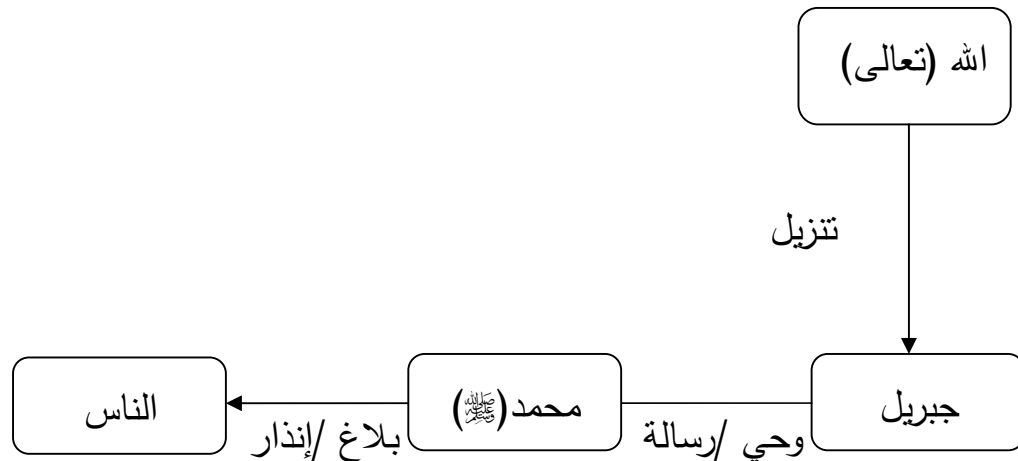 الله (تعالى)
تنزيل
جبريل
وحي /رسالة
محمد(ﷺ)
بلاغ /إنذار
الناس